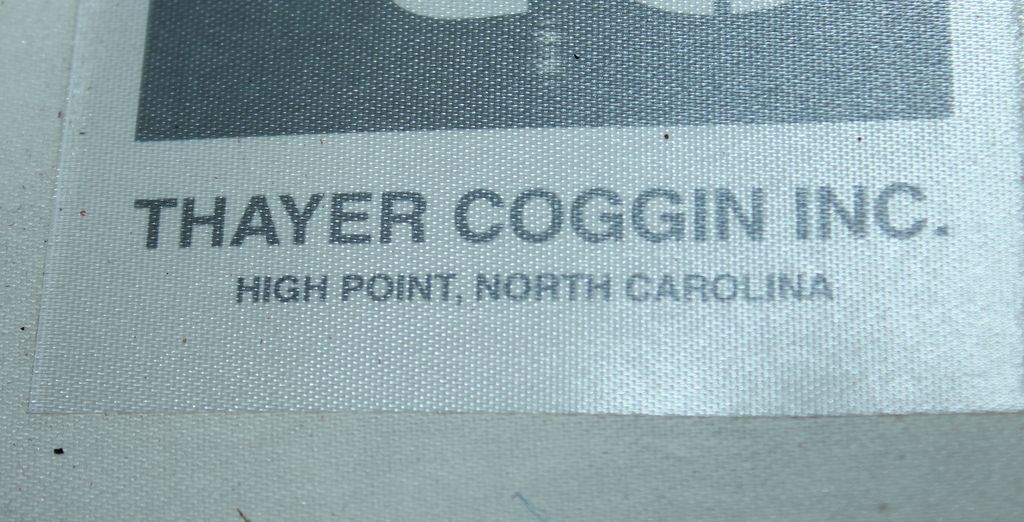 THAYER COGGIN INC.
HIGH POINT, NORTH CAROLINA